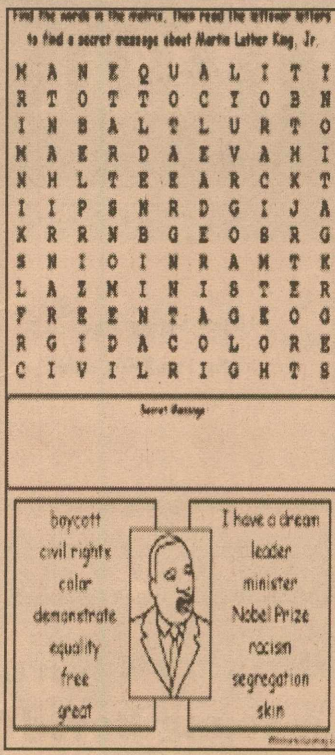 Find the words in the matrix, then read the leftover letters
to find a secret message about Martin Luther King, Jr.
M A N E Q U A L I T Y
R T O T T O C Y O B N
I N B A L T L U R T O
M A E R D A E V A H I
N H L T E E A R C K T
I I P S N R D G I J A
K R R N B G E O S R G
S N I O I N R A M T E
L A Z M I N I S T E R
F R E E N T A G E O G
R G I D A C O L O R E
C I V I L R I G H T S
Secret Message
boycott
civil rights
color
demonstrate
equality
free
great
I have a dream
leader
minister
Nobel Prize
racism
segregation
skin